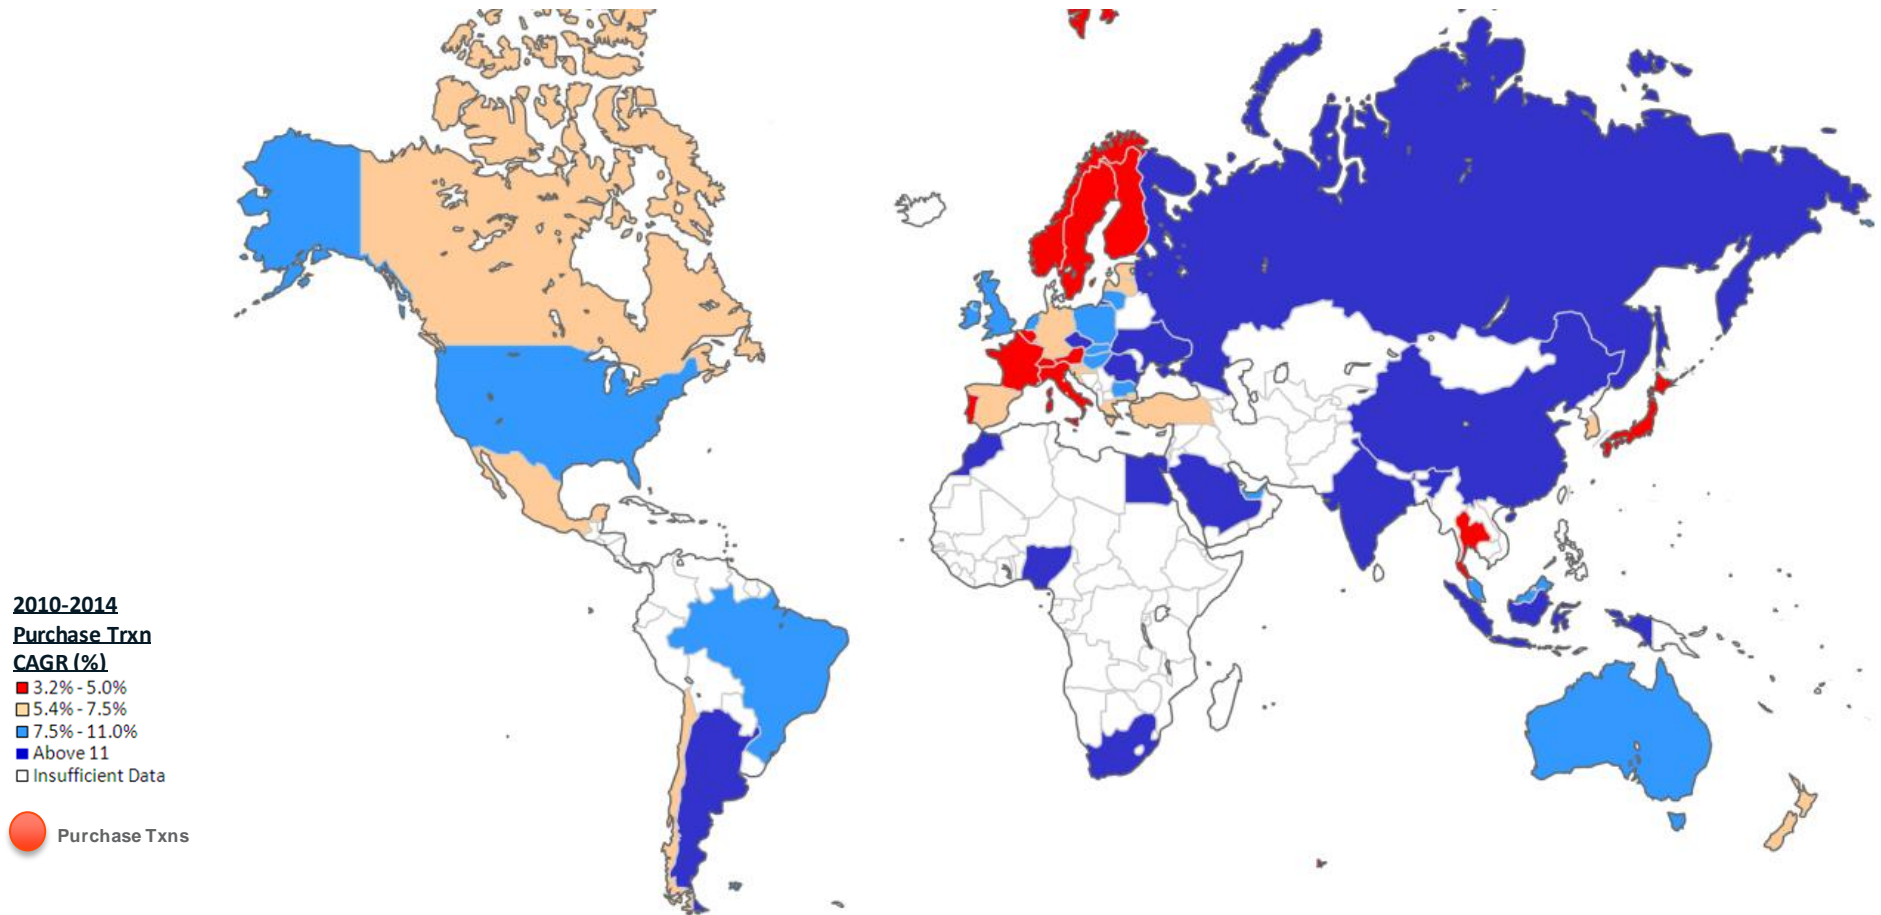 2010-2014
Purchase Trxn
CAGR (%)
3.2% - 5.0%
5.4% - 7.5%
7.5% - 11.0%
Above 11
Insufficient Data
Purchase Txns